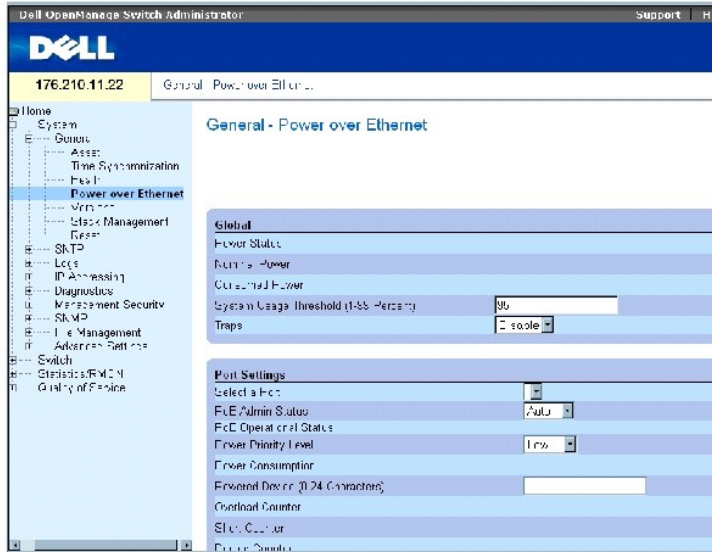 Dell OpenManage Switch Administrator
Support
H
DELL
176.210.11.22
General - Power over Ethernet
Home
System
General
Asset
Time Synchronization
Health
Power over Ethernet
Versions
Stack Management
Reset
SNTP
Logs
IP Addressing
Diagnostics
Management Security
SNMP
File Management
Advanced Settings
Switch
Statistics/RMON
Quality of Service
General - Power over Ethernet
Global
Power Status
Nominal Power
Consumed Power
System Usage Threshold (1-99 Percent)
95
Traps
Disable
Port Settings
Select a Port
PoE Admin Status
Auto
PoE Operational Status
Power Priority Level
Low
Power Consumption
Powered Device (0-24 Characters)
Overload Counter
Short Counter
Denied Counter